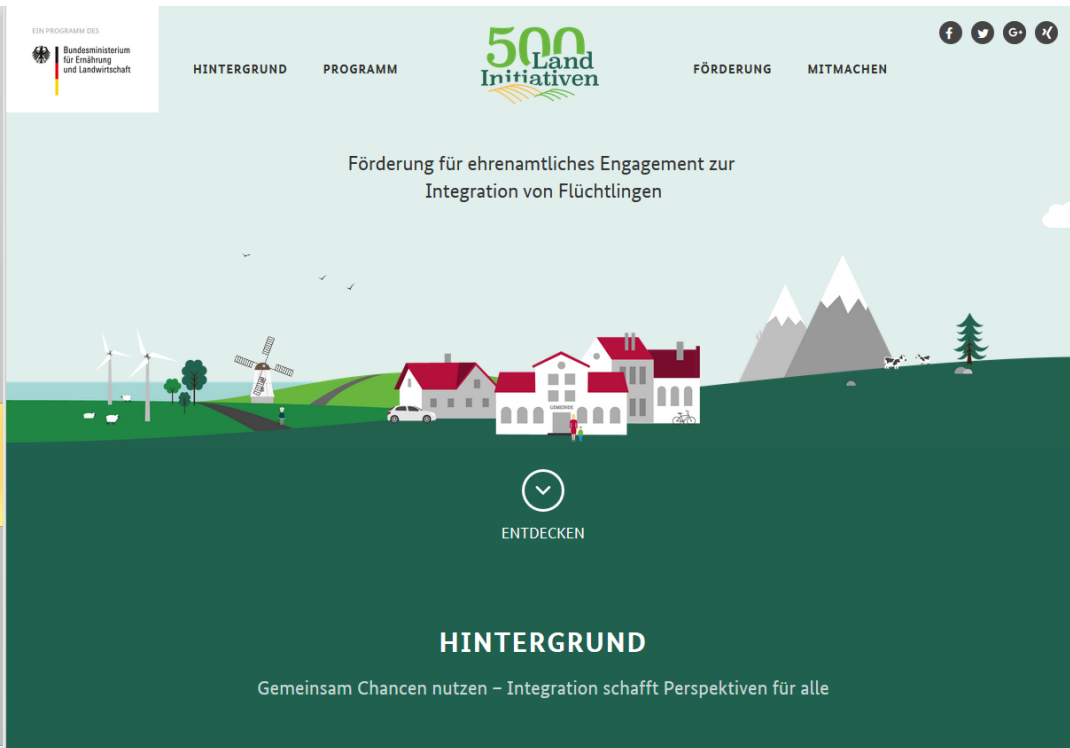 EIN PROGRAMM DES
Bundesministerium
für Ernährung
und Landwirtschaft
HINTERGRUND
PROGRAMM
500
Land
Initiativen
FÖRDERUNG
MITMACHEN
f
G+
Förderung für ehrenamtliches Engagement zur
Integration von Flüchtlingen
GEMEINDE
ENTDECKEN
HINTERGRUND
Gemeinsam Chancen nutzen – Integration schafft Perspektiven für alle